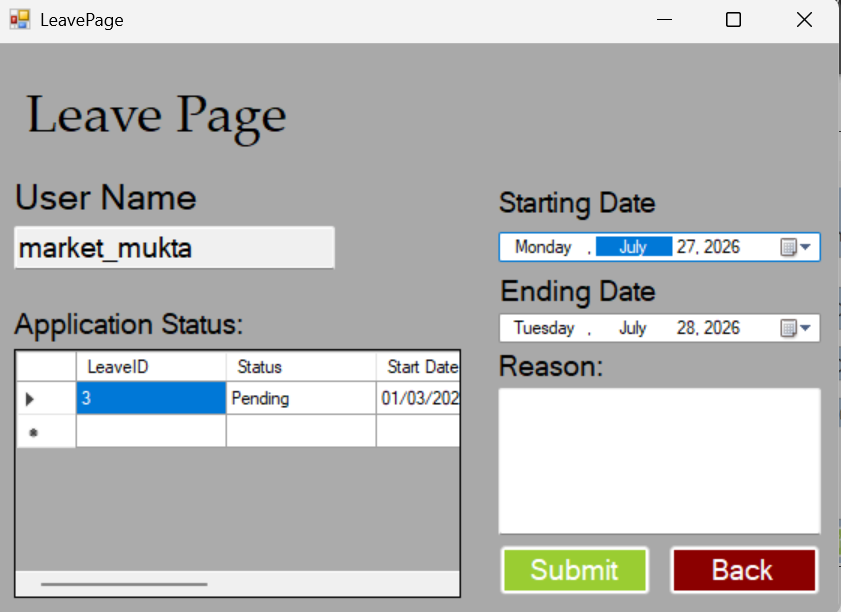 LeavePage
Leave Page
User Name
market_mukta
Application Status:
LeaveID Status Start Date
3 Pending 01/03/202
Starting Date
Monday , July 27, 2026
Ending Date
Tuesday , July 28, 2026
Reason:
Submit Back